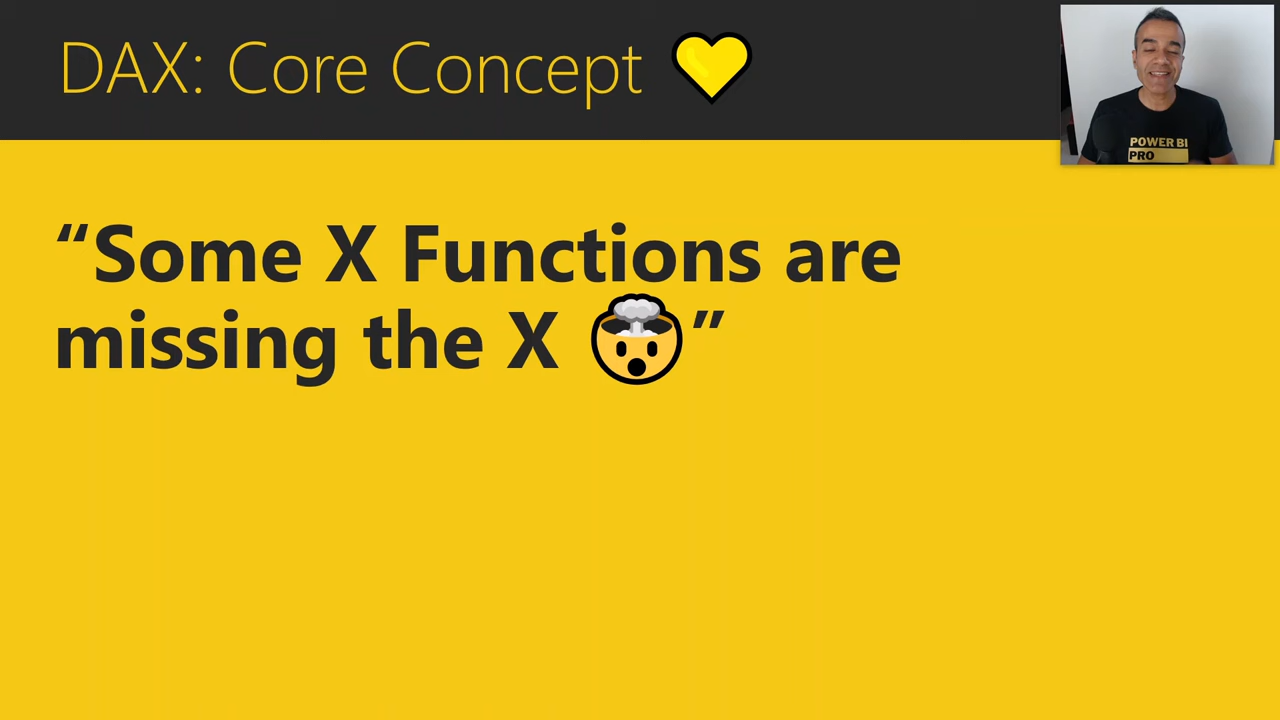 DAX: Core Concept 💛
POWER BI
PRO
“Some X Functions are
missing the X 🤯”